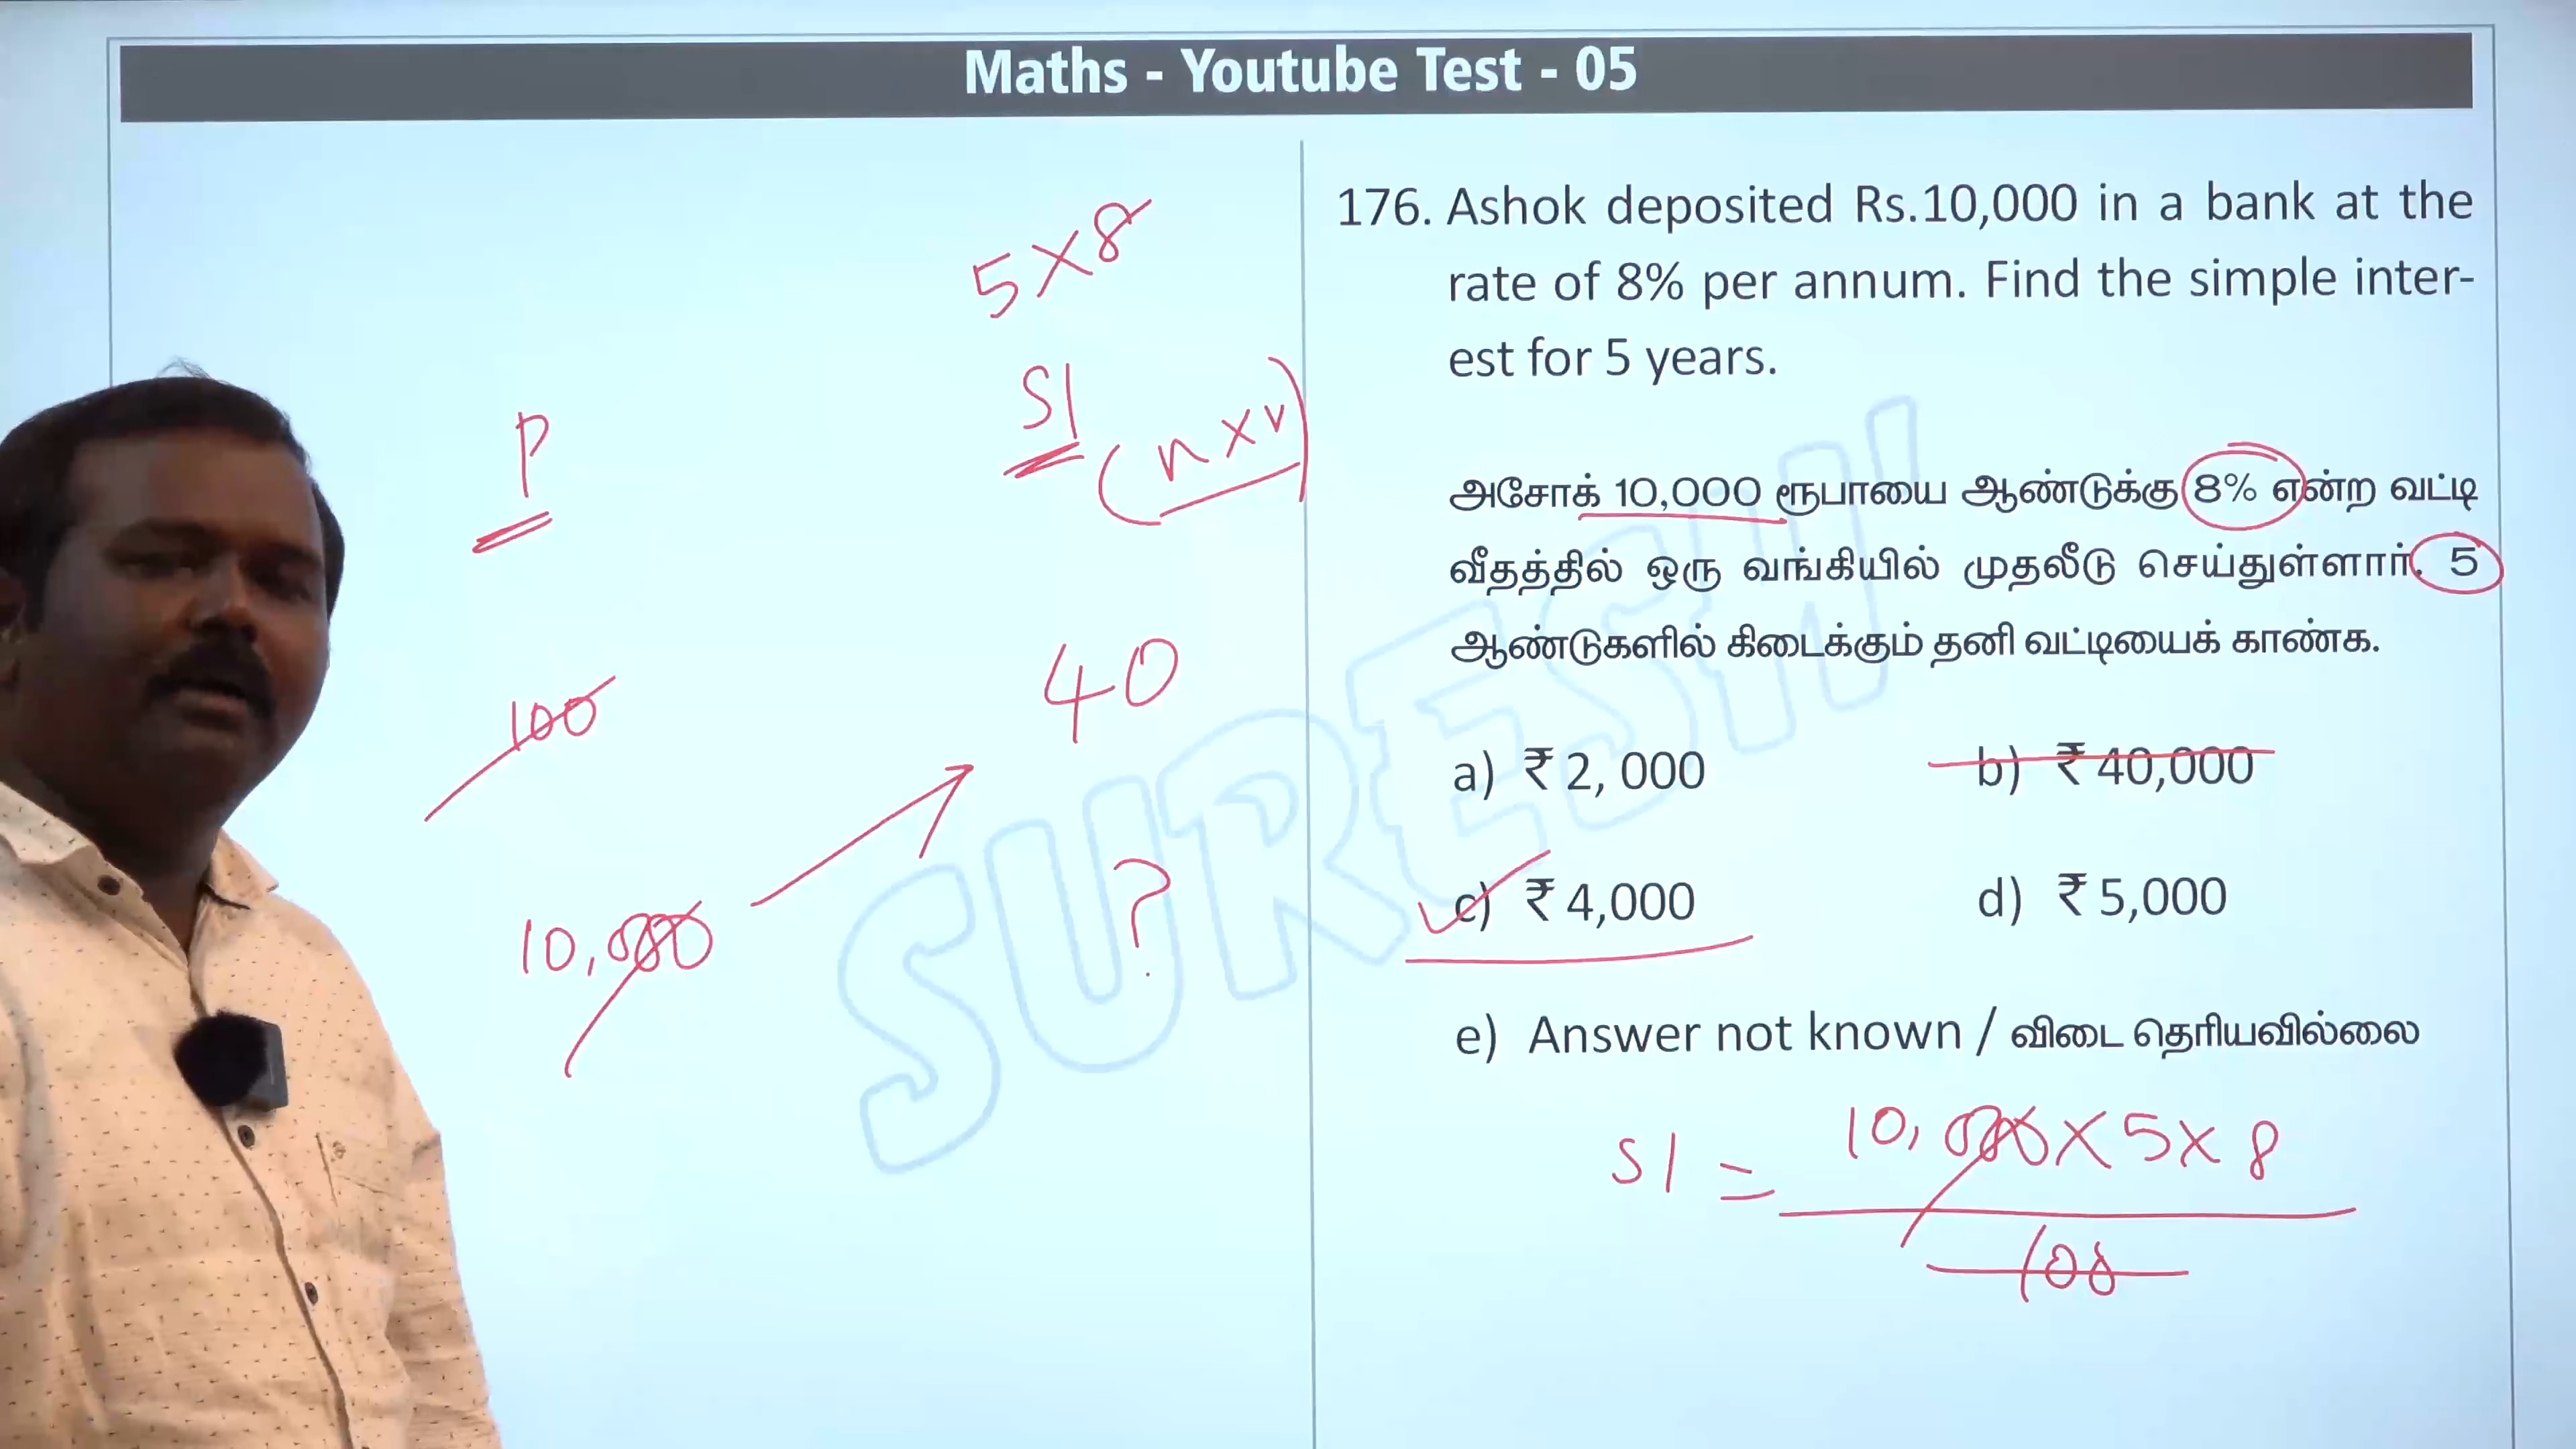 Maths - Youtube Test - 05
5 x 8
P
SI
(n x r)
100
40
10,000
?
176. Ashok deposited Rs.10,000 in a bank at the
rate of 8% per annum. Find the simple inter-
est for 5 years.
அசோக் 10,000 ரூபாயை ஆண்டுக்கு 8% என்ற வட்டி
வீதத்தில் ஒரு வங்கியில் முதலீடு செய்துள்ளார். 5
ஆண்டுகளில் கிடைக்கும் தனி வட்டியைக் காண்க.
a) ₹ 2, 000 b) ₹ 40,000
c) ₹ 4,000 d) ₹ 5,000
e) Answer not known / விடை தெரியவில்லை
SI = 10,000 x 5 x 8
100
SURESH